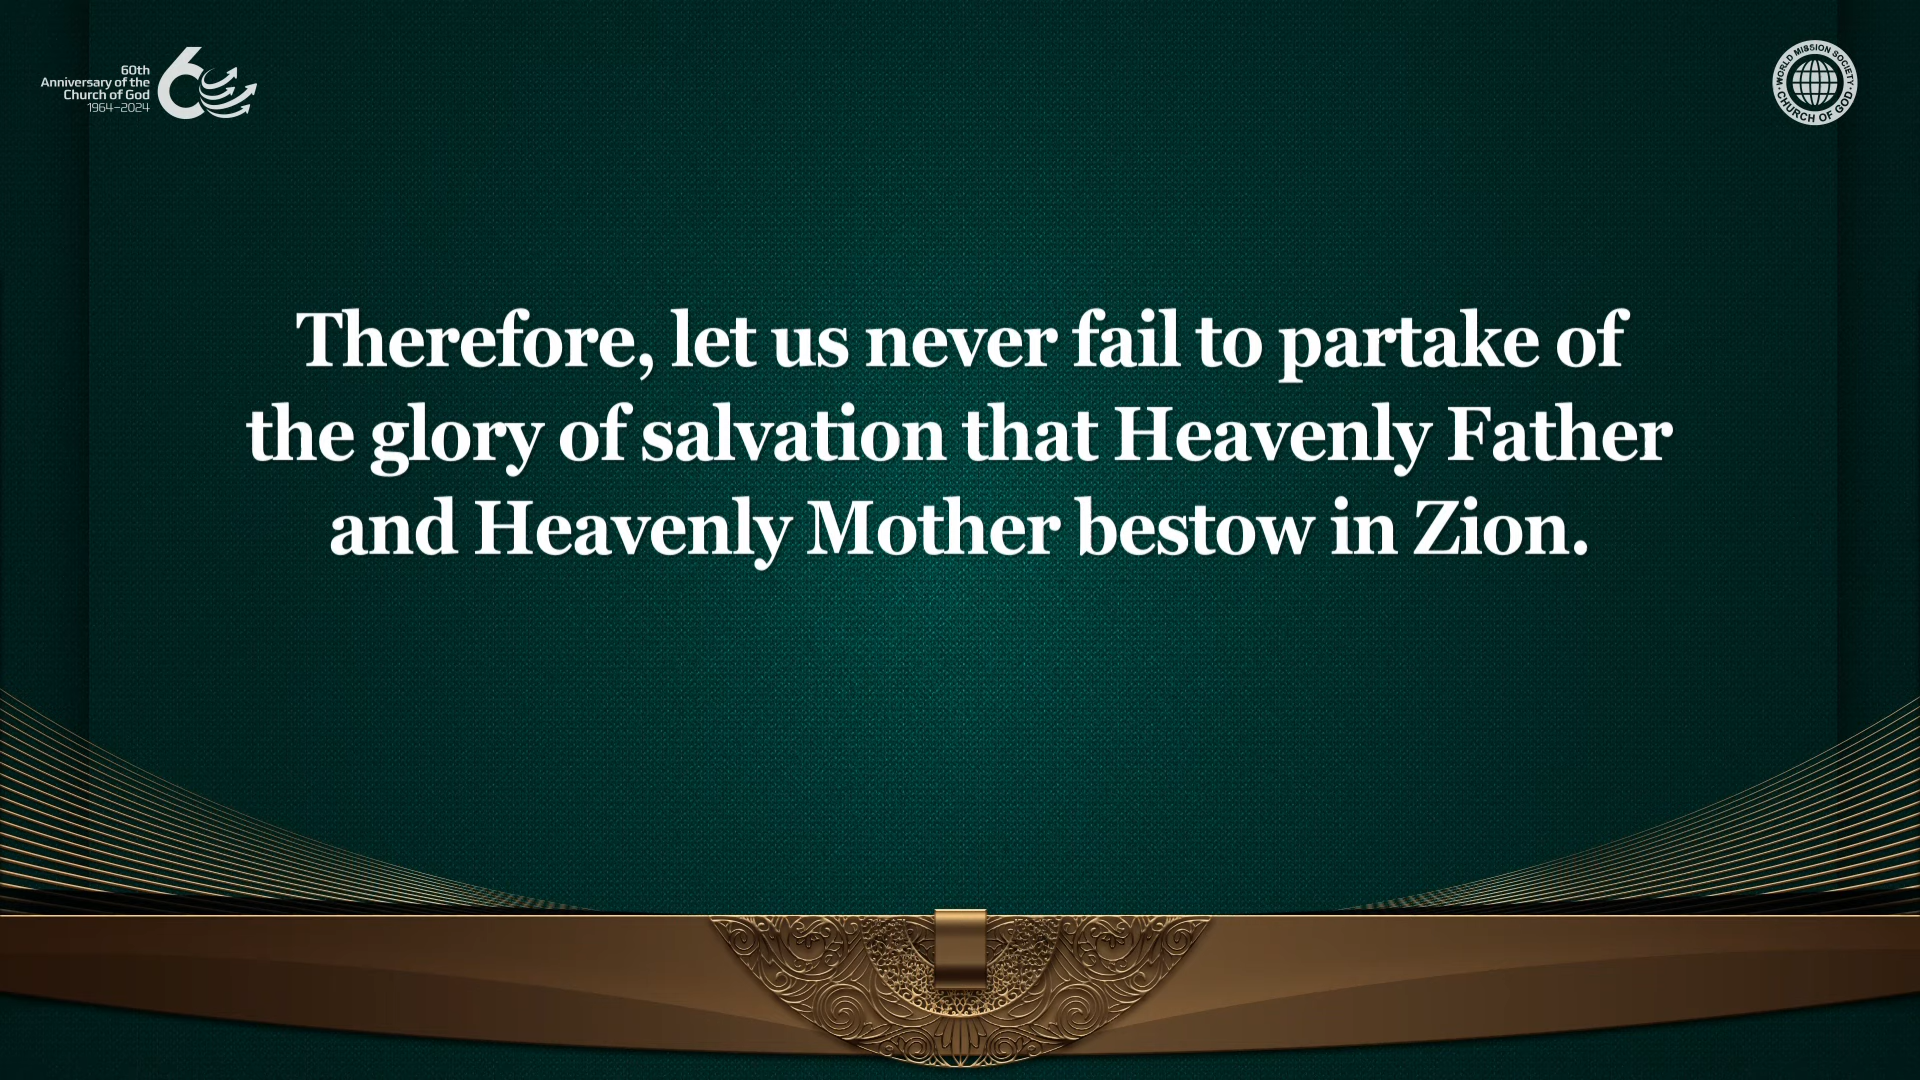 60th
Anniversary of the
Church of God
1964–2024
WORLD MISSION SOCIETY
CHURCH OF GOD
Therefore, let us never fail to partake of
the glory of salvation that Heavenly Father
and Heavenly Mother bestow in Zion.